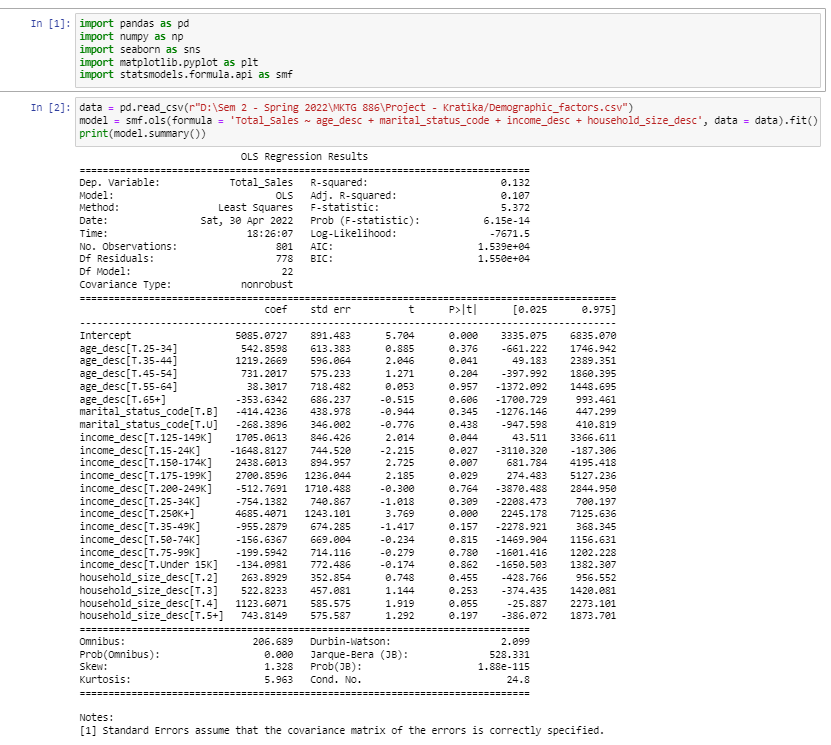 In [1]: import pandas as pd
import numpy as np
import seaborn as sns
import matplotlib.pyplot as plt
import statsmodels.formula.api as smf
In [2]: data = pd.read_csv(r"D:\Sem 2 - Spring 2022\MKTG 886\Project - Kratika/Demographic_factors.csv")
model = smf.ols(formula = 'Total_Sales ~ age_desc + marital_status_code + income_desc + household_size_desc', data = data).fit()
print(model.summary())
OLS Regression Results
==============================================================================
Dep. Variable: Total_Sales R-squared: 0.132
Model: OLS Adj. R-squared: 0.107
Method: Least Squares F-statistic: 5.372
Date: Sat, 30 Apr 2022 Prob (F-statistic): 6.15e-14
Time: 18:26:07 Log-Likelihood: -7671.5
No. Observations: 801 AIC: 1.539e+04
Df Residuals: 778 BIC: 1.550e+04
Df Model: 22
Covariance Type: nonrobust
==============================================================================================
coef std err t P>|t| [0.025 0.975]
----------------------------------------------------------------------------------------------
Intercept 5085.0727 891.483 5.704 0.000 3335.075 6835.070
age_desc[T.25-34] 542.8598 613.383 0.885 0.376 -661.222 1746.942
age_desc[T.35-44] 1219.2669 596.064 2.046 0.041 49.183 2389.351
age_desc[T.45-54] 731.2017 575.233 1.271 0.204 -397.992 1860.395
age_desc[T.55-64] 38.3017 718.482 0.053 0.957 -1372.092 1448.695
age_desc[T.65+] -353.6342 686.237 -0.515 0.606 -1700.729 993.461
marital_status_code[T.B] -414.4236 438.978 -0.944 0.345 -1276.146 447.299
marital_status_code[T.U] -268.3896 346.002 -0.776 0.438 -947.598 410.819
income_desc[T.125-149K] 1705.0613 846.426 2.014 0.044 43.511 3366.611
income_desc[T.15-24K] -1648.8127 744.520 -2.215 0.027 -3110.320 -187.306
income_desc[T.150-174K] 2438.6013 894.957 2.725 0.007 681.784 4195.418
income_desc[T.175-199K] 2700.8596 1236.044 2.185 0.029 274.483 5127.236
income_desc[T.200-249K] -512.7691 1710.488 -0.300 0.764 -3870.488 2844.950
income_desc[T.25-34K] -754.1382 740.867 -1.018 0.309 -2208.473 700.197
income_desc[T.250K+] 4685.4071 1243.101 3.769 0.000 2245.178 7125.636
income_desc[T.35-49K] -955.2879 674.285 -1.417 0.157 -2278.921 368.345
income_desc[T.50-74K] -156.6367 669.004 -0.234 0.815 -1469.904 1156.631
income_desc[T.75-99K] -199.5942 714.116 -0.279 0.780 -1601.416 1202.228
income_desc[T.Under 15K] -134.0981 772.486 -0.174 0.862 -1650.503 1382.307
household_size_desc[T.2] 263.8929 352.854 0.748 0.455 -428.766 956.552
household_size_desc[T.3] 522.8233 457.081 1.144 0.253 -374.435 1420.081
household_size_desc[T.4] 1123.6071 585.575 1.919 0.055 -25.887 2273.101
household_size_desc[T.5+] 743.8149 575.587 1.292 0.197 -386.072 1873.701
==============================================================================
Omnibus: 206.689 Durbin-Watson: 2.099
Prob(Omnibus): 0.000 Jarque-Bera (JB): 528.331
Skew: 1.328 Prob(JB): 1.88e-115
Kurtosis: 5.963 Cond. No. 24.8
==============================================================================
Notes:
[1] Standard Errors assume that the covariance matrix of the errors is correctly specified.